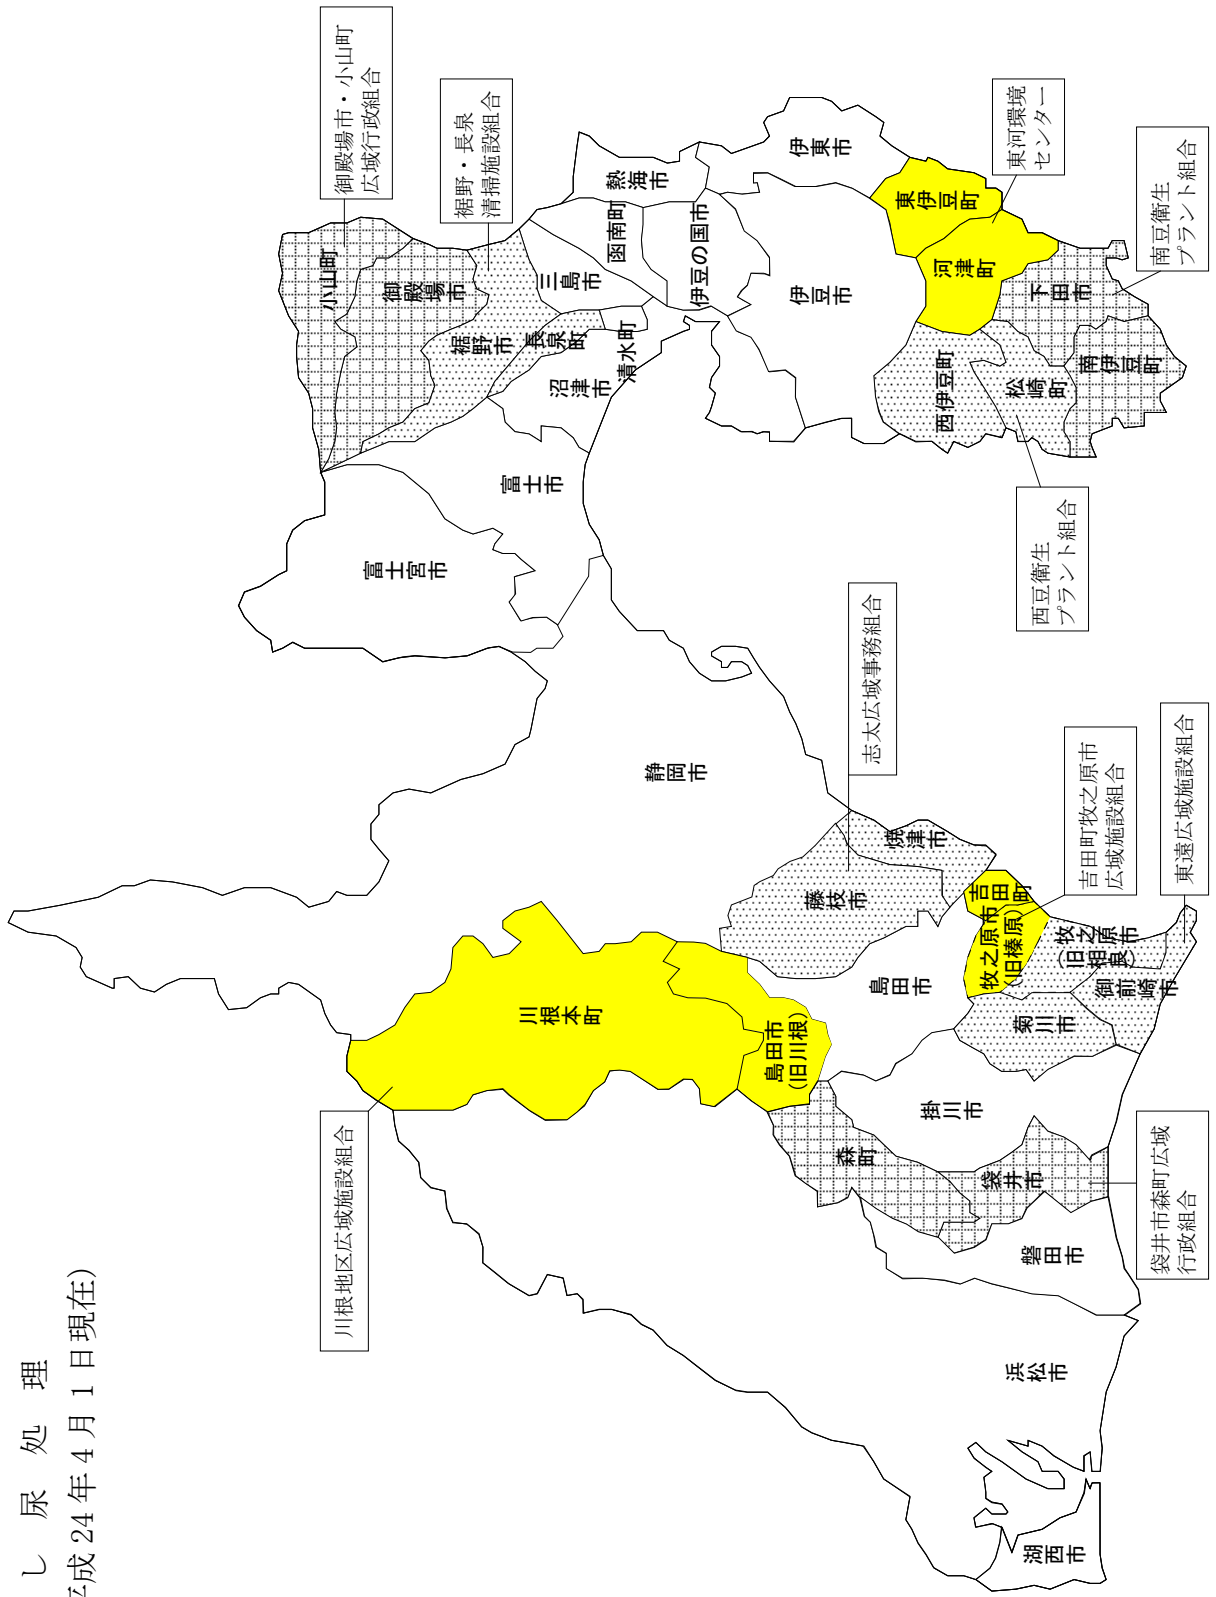 し尿処理
成24年4月1日現在)
御殿場市・小山町
広域行政組合
裾野・長泉
清掃施設組合
東河環境
センター
南豆衛生
プラント組合
西豆衛生
プラント組合
志太広域事務組合
吉田町牧之原市
広域施設組合
東遠広域施設組合
袋井市森町広域
行政組合
川根地区広域施設組合
小山町
御殿場市
裾野市
長泉町
三島市
清水町
沼津市
函南町
熱海市
伊豆の国市
伊東市
伊豆市
東伊豆町
河津町
下田市
南伊豆町
松崎町
西伊豆町
富士市
富士宮市
静岡市
焼津市
藤枝市
吉田町
牧之原市
(旧榛原)
牧之原市
(旧相良)
御前崎市
菊川市
島田市
川根本町
島田市
(旧川根)
掛川市
森町
袋井市
磐田市
浜松市
湖西市